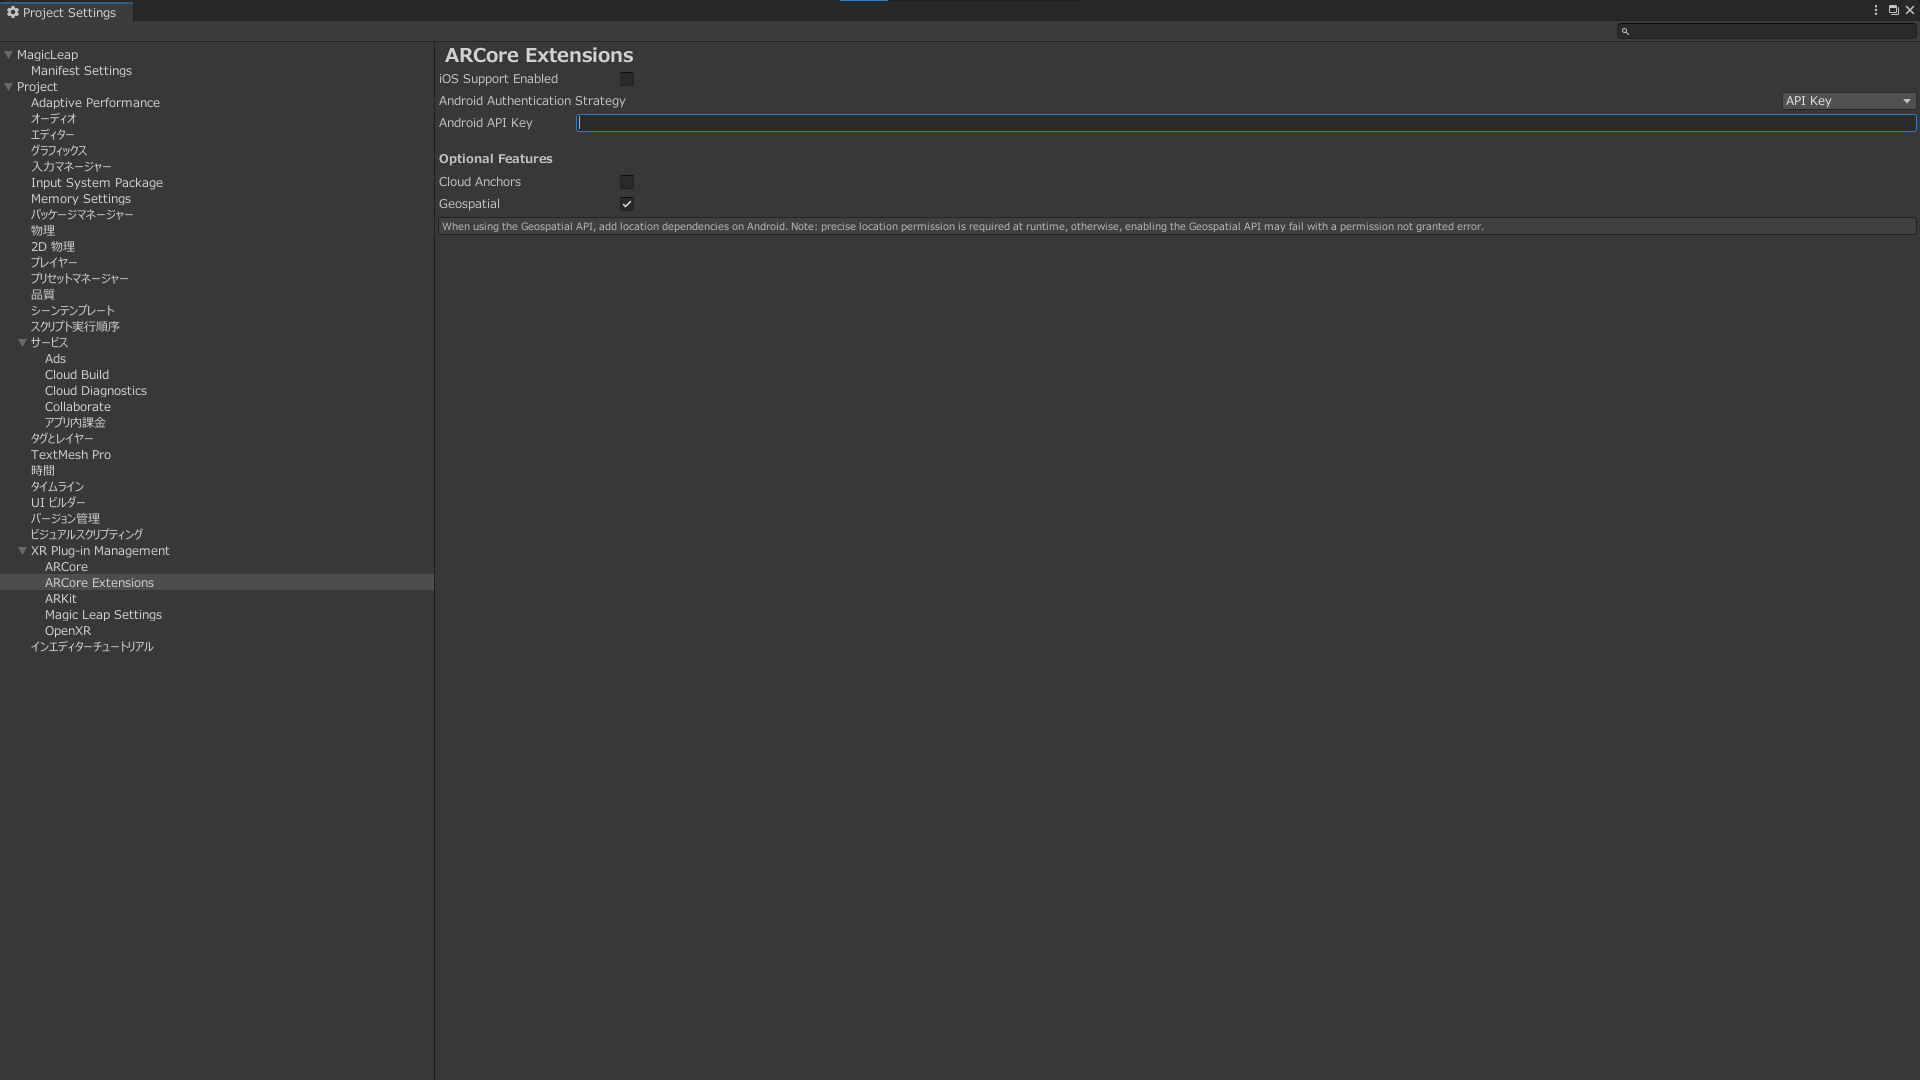 Project Settings
MagicLeap
Manifest Settings
Project
Adaptive Performance
オーディオ
エディター
グラフィックス
入力マネージャー
Input System Package
Memory Settings
パッケージマネージャー
物理
2D 物理
プレイヤー
プリセットマネージャー
品質
シーンテンプレート
スクリプト実行順序
サービス
Ads
Cloud Build
Cloud Diagnostics
Collaborate
アプリ内課金
タグとレイヤー
TextMesh Pro
時間
タイムライン
UI ビルダー
バージョン管理
ビジュアルスクリプティング
XR Plug-in Management
ARCore
ARCore Extensions
ARKit
Magic Leap Settings
OpenXR
インエディターチュートリアル
ARCore Extensions
iOS Support Enabled
Android Authentication Strategy API Key
Android API Key
Optional Features
Cloud Anchors
Geospatial
When using the Geospatial API, add location dependencies on Android. Note: precise location permission is required at runtime, otherwise, enabling the Geospatial API may fail with a permission not granted error.